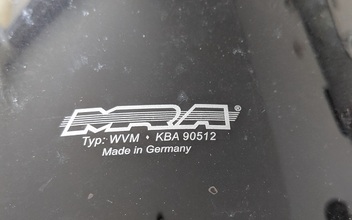 MRA®
Typ: WVM • KBA 90512
Made in Germany